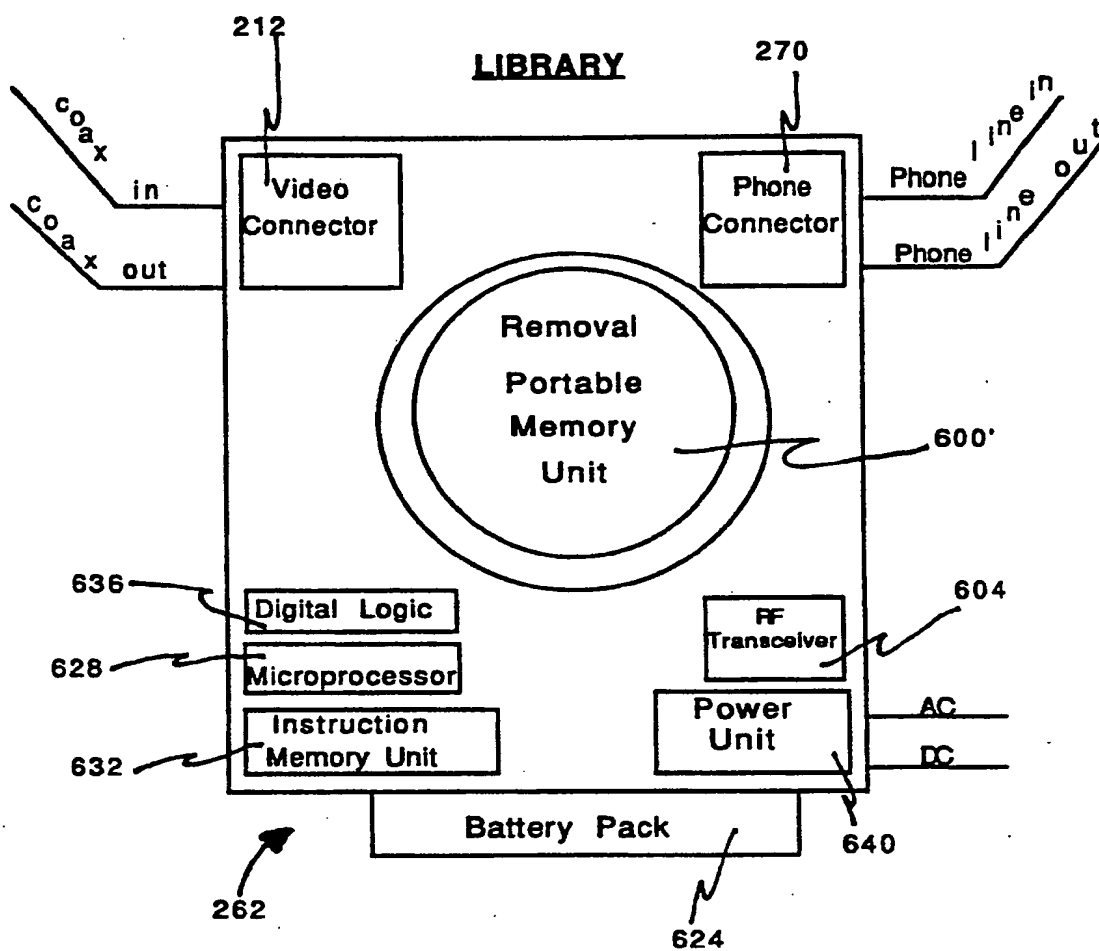 212
LIBRARY
270
coax in
coax out
Video
Connector
Phone
Connector
Phone line in
Phone line out
Removal
Portable
Memory
Unit
600'
636
Digital Logic
RF
Transceiver
604
628
Microprocessor
632
Instruction
Memory Unit
Power
Unit
AC
DC
Battery Pack
640
262
624